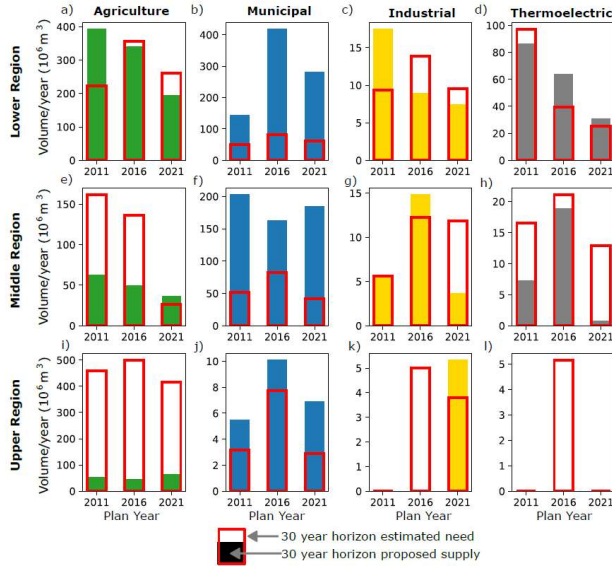 Agriculture Municipal Industrial Thermoelectric
a) b) c) d)
Lower Region
Volume/year (10⁶ m³)
400 300 200 100 0
400 300 200 100 0
15.0 10.0 5.0 0.0
100 80 60 40 20 0
2011 2016 2021 2011 2016 2021 2011 2016 2021 2011 2016 2021
e) f) g) h)
Middle Region
Volume/year (10⁶ m³)
150 100 50 0
200 150 100 50 0
15 10 5 0
20 15 10 5 0
2011 2016 2021 2011 2016 2021 2011 2016 2021 2011 2016 2021
i) j) k) l)
Upper Region
Volume/year (10⁶ m³)
500 400 300 200 100 0
10 8 6 4 2 0
5 4 3 2 1 0
5 4 3 2 1 0
2011 2016 2021 2011 2016 2021 2011 2016 2021 2011 2016 2021
Plan Year Plan Year Plan Year Plan Year
30 year horizon estimated need
30 year horizon proposed supply